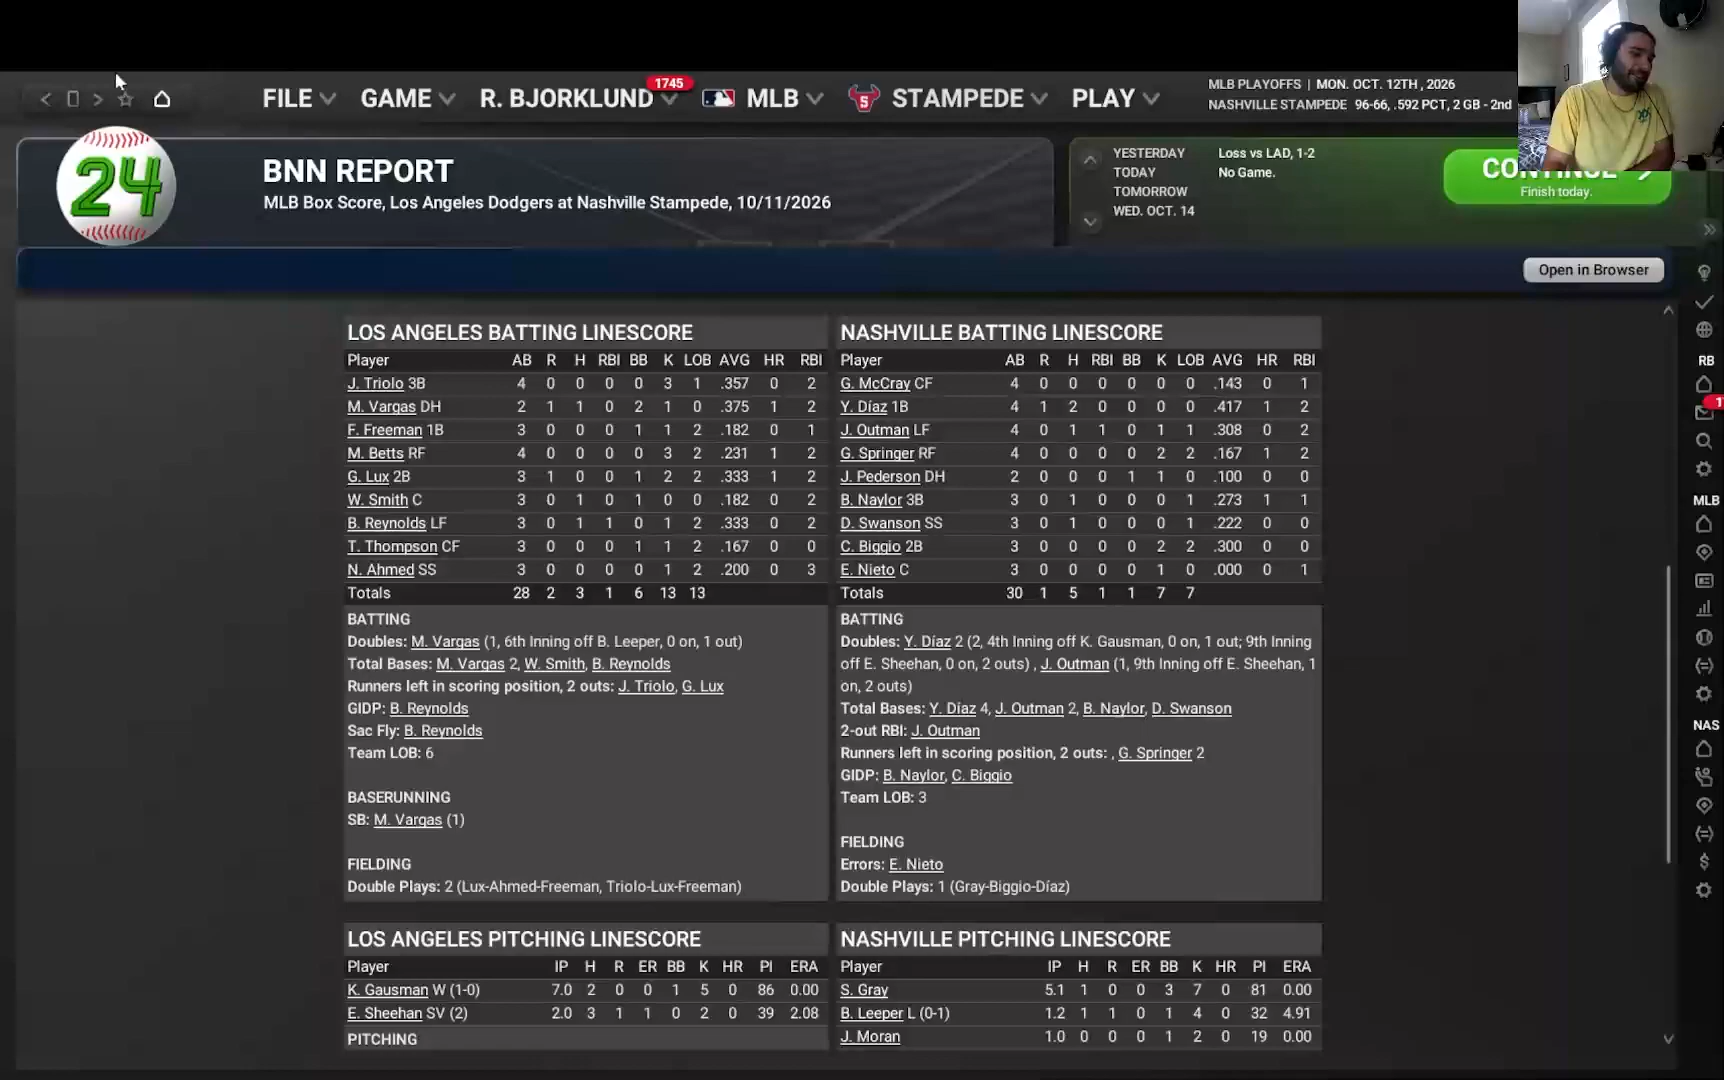 FILE GAME R. BJORKLUND 1745 MLB STAMPEDE PLAY
MLB PLAYOFFS | MON. OCT. 12TH , 2026
NASHVILLE STAMPEDE 96-66, .592 PCT, 2 GB - 2nd
24
BNN REPORT
MLB Box Score, Los Angeles Dodgers at Nashville Stampede, 10/11/2026
YESTERDAY Loss vs LAD, 1-2
TODAY No Game.
TOMORROW
WED. OCT. 14
Finish today.
Open in Browser
LOS ANGELES BATTING LINESCORE
Player AB R H RBI BB K LOB AVG HR RBI
J. Triolo 3B 4 0 0 0 0 3 1 .357 0 2
M. Vargas DH 2 1 1 0 2 1 0 .375 1 2
F. Freeman 1B 3 0 0 0 1 1 2 .182 0 1
M. Betts RF 4 0 0 0 0 3 2 .231 1 2
G. Lux 2B 3 1 0 0 1 2 2 .333 1 2
W. Smith C 3 0 1 0 1 0 0 .182 0 2
B. Reynolds LF 3 0 1 1 0 1 2 .333 0 2
T. Thompson CF 3 0 0 0 1 1 2 .167 0 0
N. Ahmed SS 3 0 0 0 0 1 2 .200 0 3
Totals 28 2 3 1 6 13 13
BATTING
Doubles: M. Vargas (1, 6th Inning off B. Leeper, 0 on, 1 out)
Total Bases: M. Vargas 2, W. Smith, B. Reynolds
Runners left in scoring position, 2 outs: J. Triolo, G. Lux
GIDP: B. Reynolds
Sac Fly: B. Reynolds
Team LOB: 6
BASERUNNING
SB: M. Vargas (1)
FIELDING
Double Plays: 2 (Lux-Ahmed-Freeman, Triolo-Lux-Freeman)
NASHVILLE BATTING LINESCORE
Player AB R H RBI BB K LOB AVG HR RBI
G. McCray CF 4 0 0 0 0 0 0 .143 0 1
Y. Díaz 1B 4 1 2 0 0 0 0 .417 1 2
J. Outman LF 4 0 1 1 0 1 1 .308 0 2
G. Springer RF 4 0 0 0 0 2 2 .167 1 2
J. Pederson DH 2 0 0 0 1 1 0 .100 0 0
B. Naylor 3B 3 0 1 0 0 0 1 .273 1 1
D. Swanson SS 3 0 1 0 0 0 1 .222 0 0
C. Biggio 2B 3 0 0 0 0 2 2 .300 0 0
E. Nieto C 3 0 0 0 0 1 0 .000 0 1
Totals 30 1 5 1 1 7 7
BATTING
Doubles: Y. Díaz 2 (2, 4th Inning off K. Gausman, 0 on, 1 out; 9th Inning
off E. Sheehan, 0 on, 2 outs) , J. Outman (1, 9th Inning off E. Sheehan, 1
on, 2 outs)
Total Bases: Y. Díaz 4, J. Outman 2, B. Naylor, D. Swanson
2-out RBI: J. Outman
Runners left in scoring position, 2 outs: , G. Springer 2
GIDP: B. Naylor, C. Biggio
Team LOB: 3
FIELDING
Errors: E. Nieto
Double Plays: 1 (Gray-Biggio-Díaz)
LOS ANGELES PITCHING LINESCORE
Player IP H R ER BB K HR PI ERA
K. Gausman W (1-0) 7.0 2 0 0 1 5 0 86 0.00
E. Sheehan SV (2) 2.0 3 1 1 0 2 0 39 2.08
PITCHING
NASHVILLE PITCHING LINESCORE
Player IP H R ER BB K HR PI ERA
S. Gray 5.1 1 0 0 3 7 0 81 0.00
B. Leeper L (0-1) 1.2 1 1 0 1 4 0 32 4.91
J. Moran 1.0 0 0 0 1 2 0 19 0.00
RB
MLB
NAS